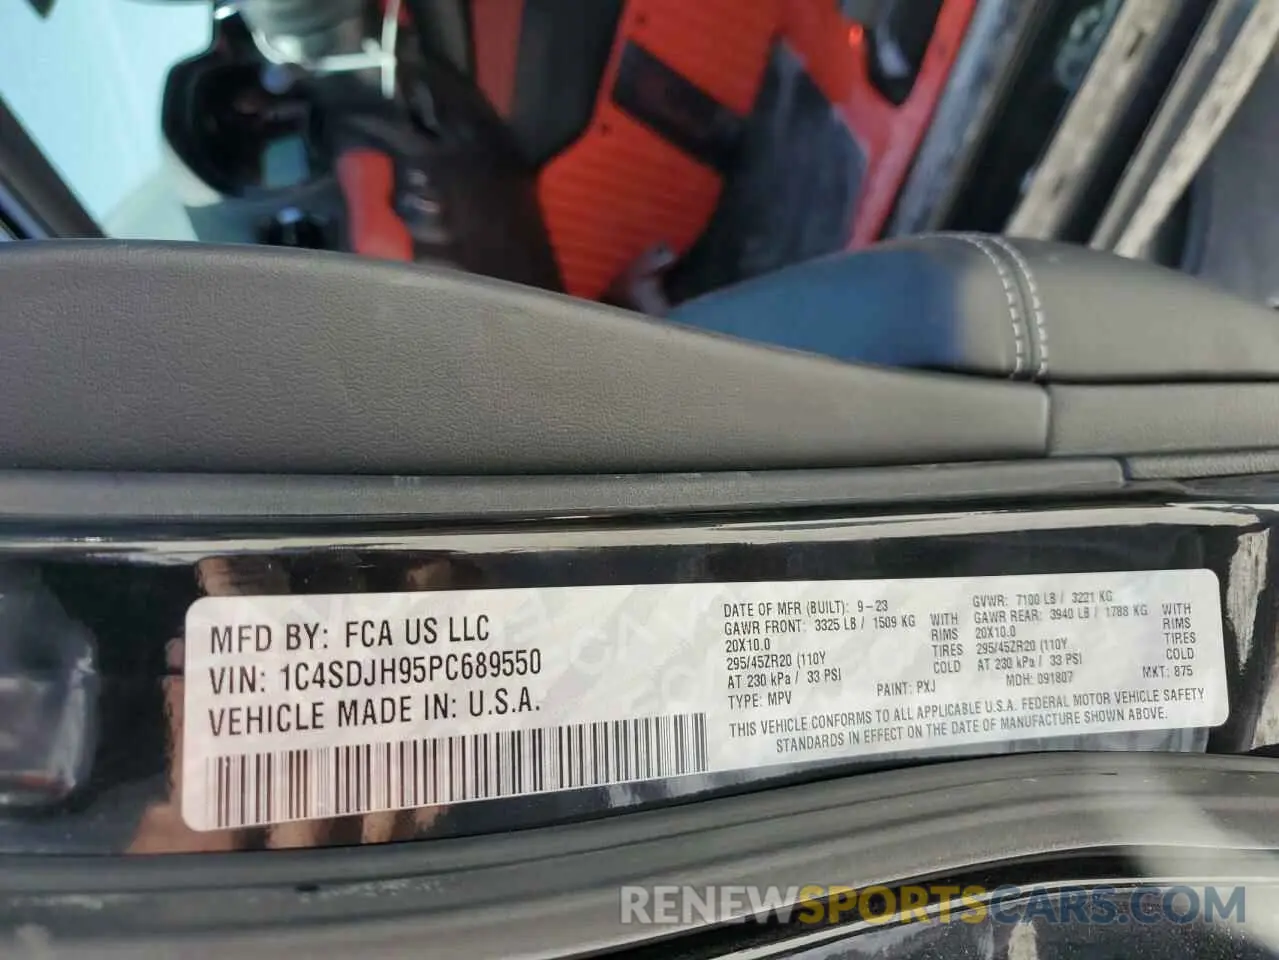 MFD BY: FCA US LLC
VIN: 1C4SDJH95PC689550
VEHICLE MADE IN: U.S.A.
DATE OF MFR (BUILT): 9-23
GAWR FRONT: 3325 LB / 1509 KG WITH
20X10.0 RIMS
295/45ZR20 (110Y TIRES
AT 230 kPa / 33 PSI COLD
TYPE: MPV PAINT: PXJ
GVWR: 7100 LB / 3221 KG
GAWR REAR: 3940 LB / 1788 KG WITH
20X10.0 RIMS
295/45ZR20 (110Y TIRES
AT 230 kPa / 33 PSI COLD
MDH: 091807 MKT: 875
THIS VEHICLE CONFORMS TO ALL APPLICABLE U.S.A. FEDERAL MOTOR VEHICLE SAFETY
STANDARDS IN EFFECT ON THE DATE OF MANUFACTURE SHOWN ABOVE.
RENEWSPORTSCARS.COM